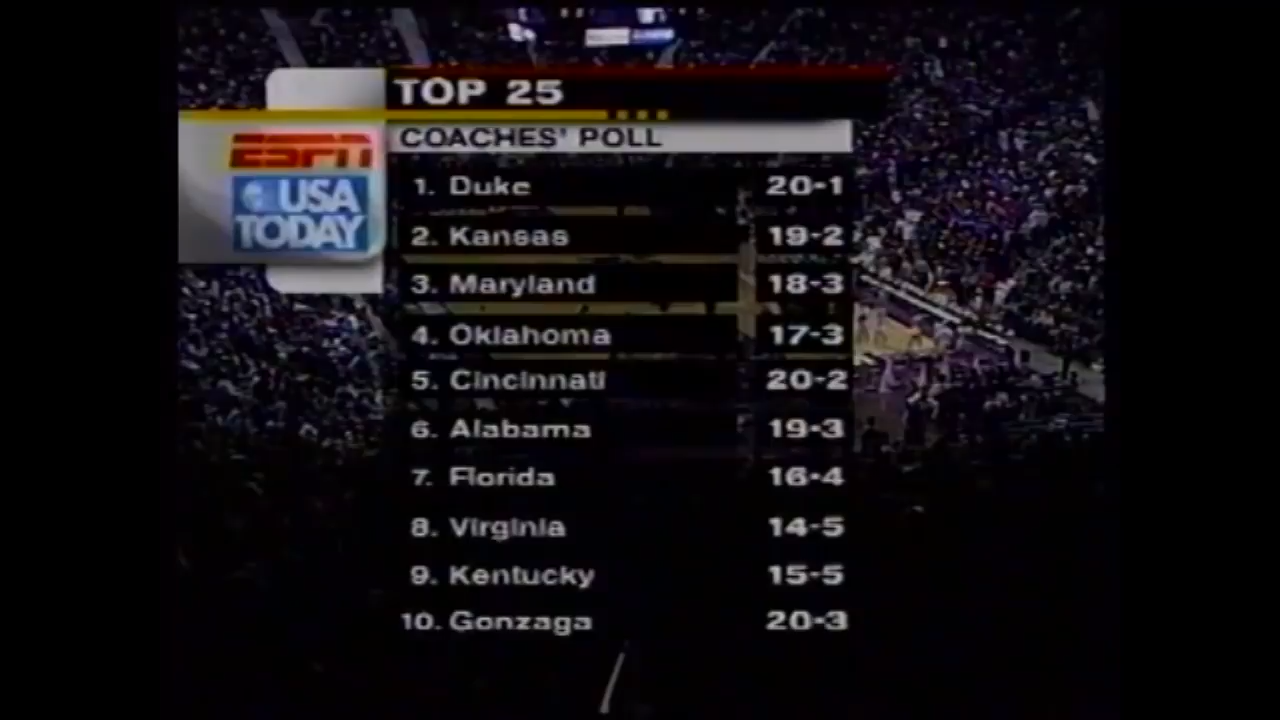 TOP 25
COACHES' POLL
ESPN
USA
TODAY
1. Duke 20-1
2. Kansas 19-2
3. Maryland 18-3
4. Oklahoma 17-3
5. Cincinnati 20-2
6. Alabama 19-3
7. Florida 16-4
8. Virginia 14-5
9. Kentucky 15-5
10. Gonzaga 20-3